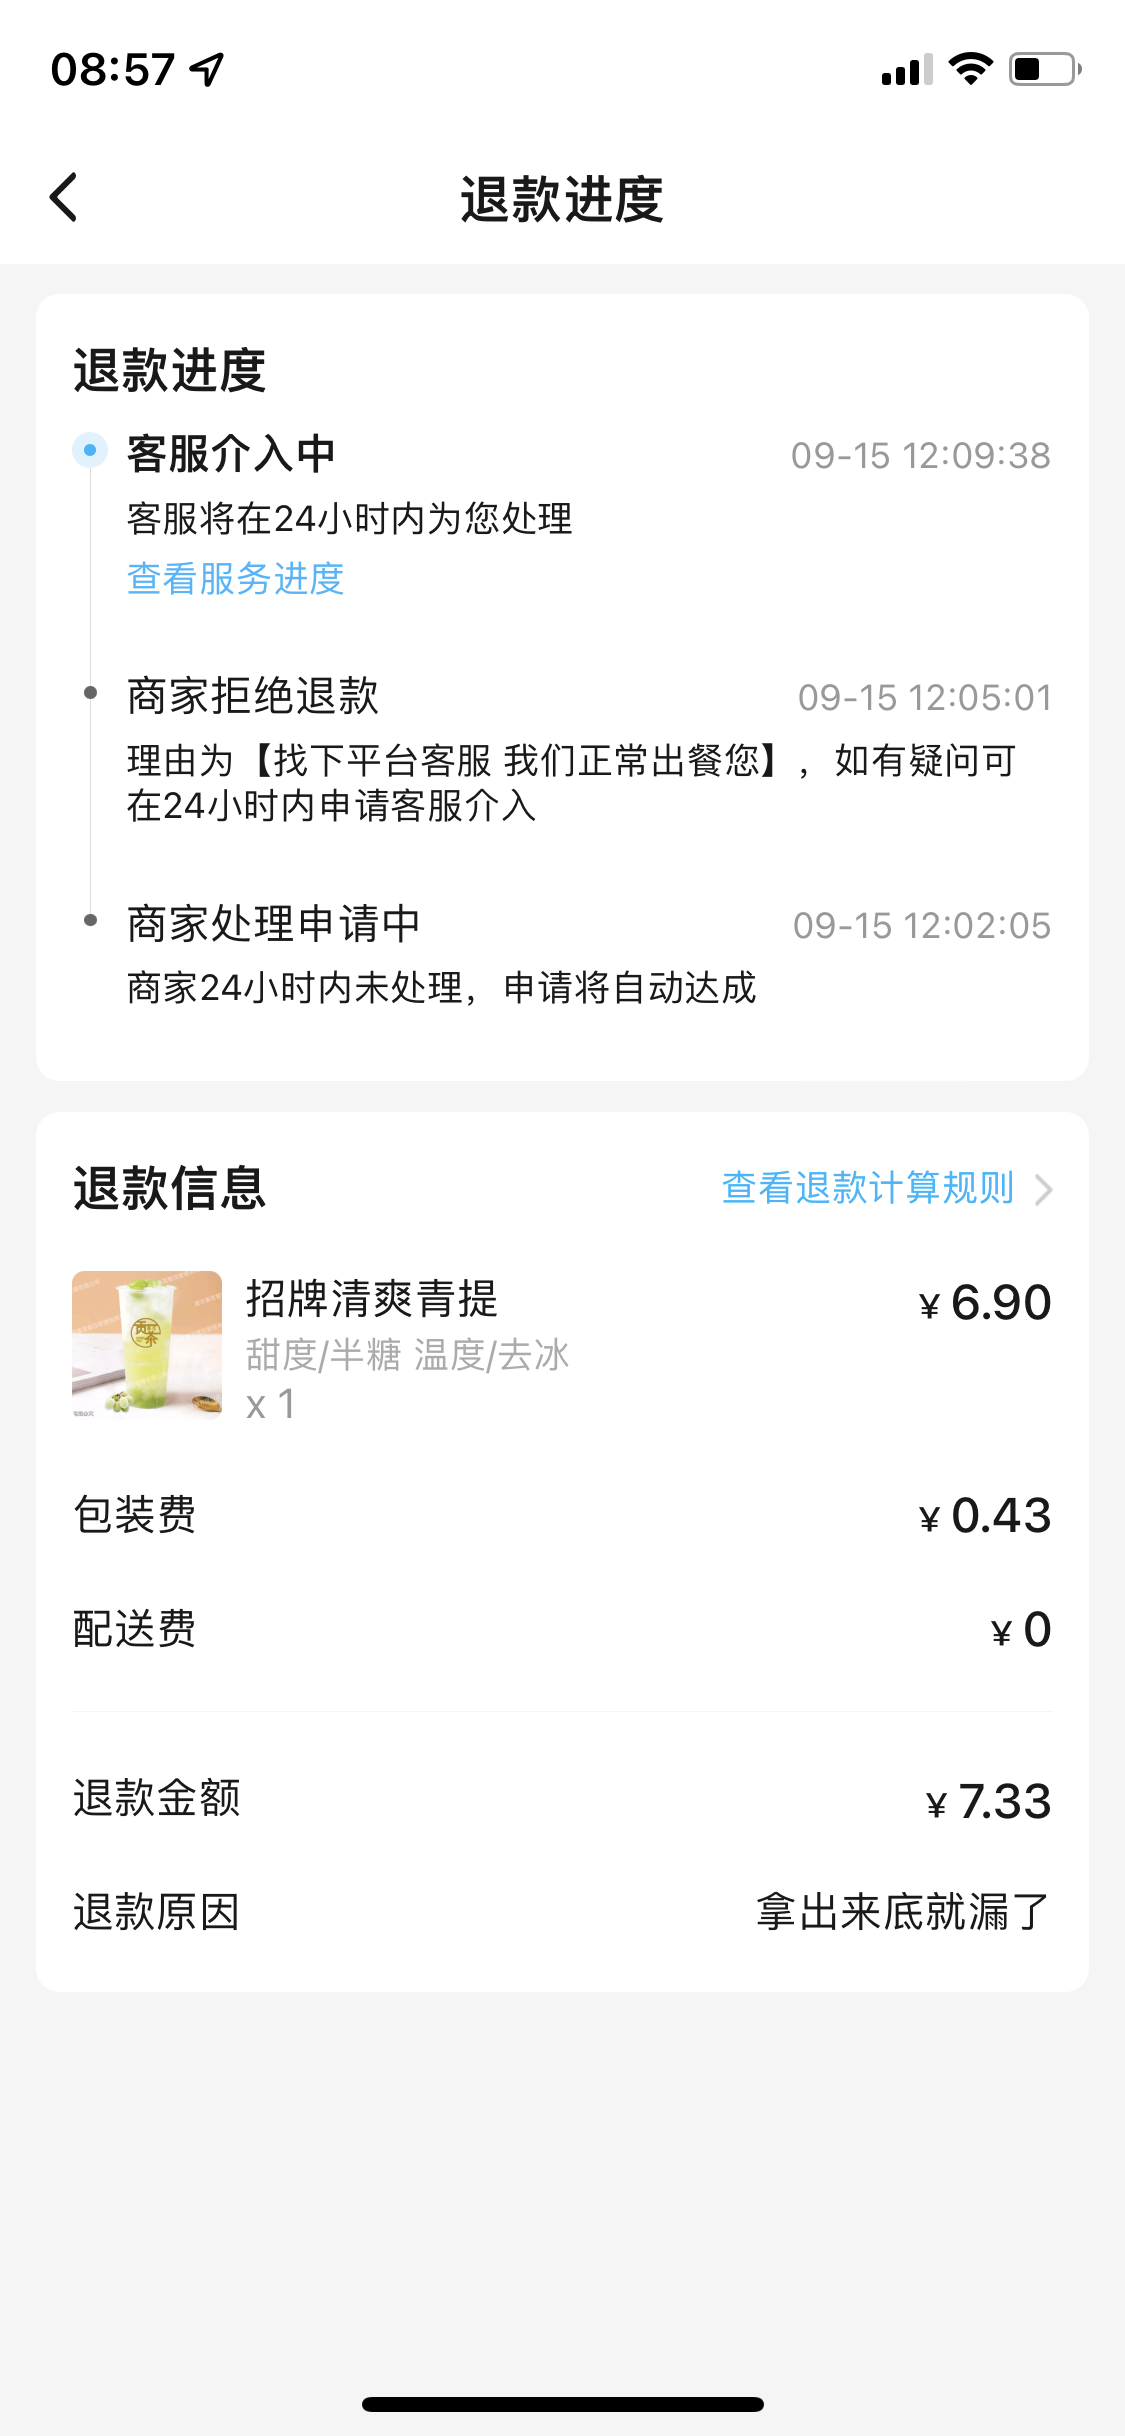 08:57
退款进度
退款进度
客服介入中 09-15 12:09:38
客服将在24小时内为您处理
查看服务进度
商家拒绝退款 09-15 12:05:01
理由为【找下平台客服 我们正常出餐您】，如有疑问可
在24小时内申请客服介入
商家处理申请中 09-15 12:02:05
商家24小时内未处理，申请将自动达成
退款信息 查看退款计算规则
贡茶
招牌清爽青提 ¥ 6.90
甜度/半糖 温度/去冰
x 1
包装费 ¥ 0.43
配送费 ¥ 0
退款金额 ¥ 7.33
退款原因 拿出来底就漏了